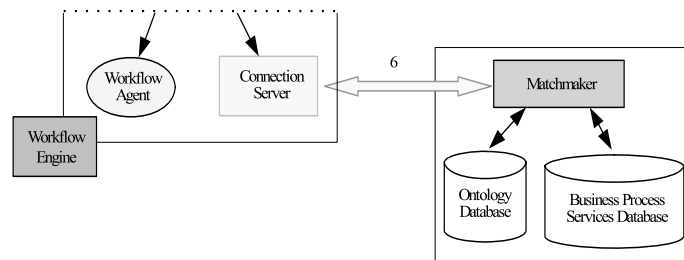 6
Workflow
Agent
Connection
Server
Matchmaker
Workflow
Engine
Ontology
Database
Business Process
Services Database